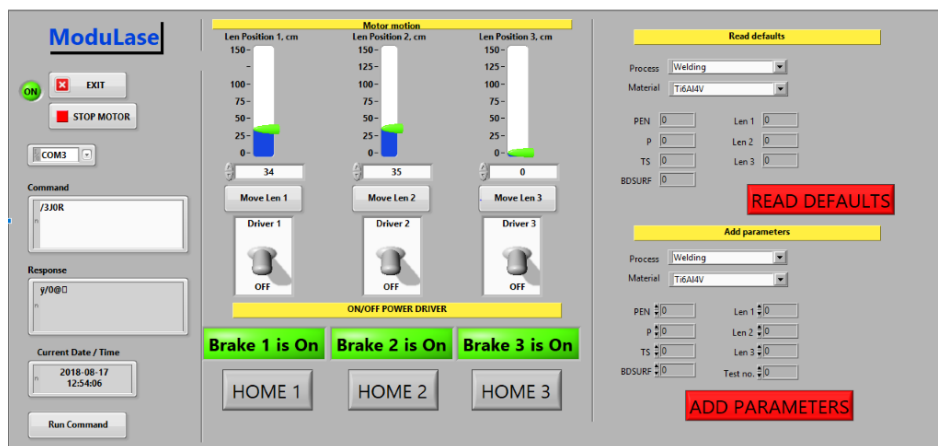 ModuLase
ON
EXIT
STOP MOTOR
COM3
Command
/3J0R
Response
ÿ/0@
Current Date / Time
2018-08-17
12:54:06
Run Command
Motor motion
Len Position 1, cm
150-
-
100-
75-
50-
25-
0-
34
Move Len 1
Driver 1
OFF
Len Position 2, cm
150-
125-
100-
75-
50-
25-
0-
35
Move Len 2
Driver 2
OFF
Len Position 3, cm
150-
125-
100-
75-
50-
25-
0-
0
Move Len 3
Driver 3
OFF
ON/OFF POWER DRIVER
Brake 1 is On
Brake 2 is On
Brake 3 is On
HOME 1
HOME 2
HOME 3
Read defaults
Process Welding
Material Ti6Al4V
PEN 0 Len 1 0
P 0 Len 2 0
TS 0 Len 3 0
BDSURF 0
READ DEFAULTS
Add parameters
Process Welding
Material Ti6Al4V
PEN 0 Len 1 0
P 0 Len 2 0
TS 0 Len 3 0
BDSURF 0 Test no. 0
ADD PARAMETERS